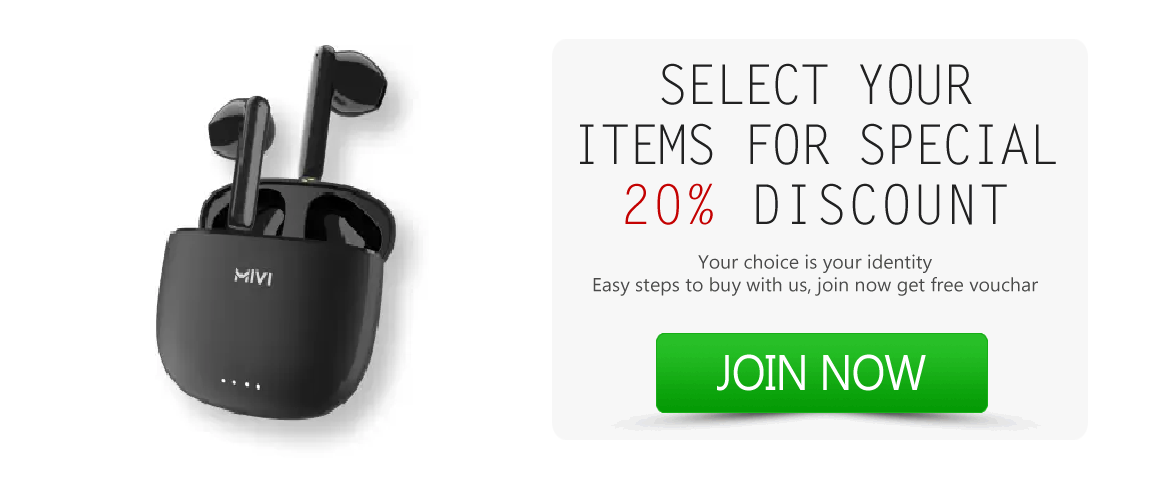 MIVI
SELECT YOUR
ITEMS FOR SPECIAL
20% DISCOUNT
Your choice is your identity
Easy steps to buy with us, join now get free vouchar
JOIN NOW